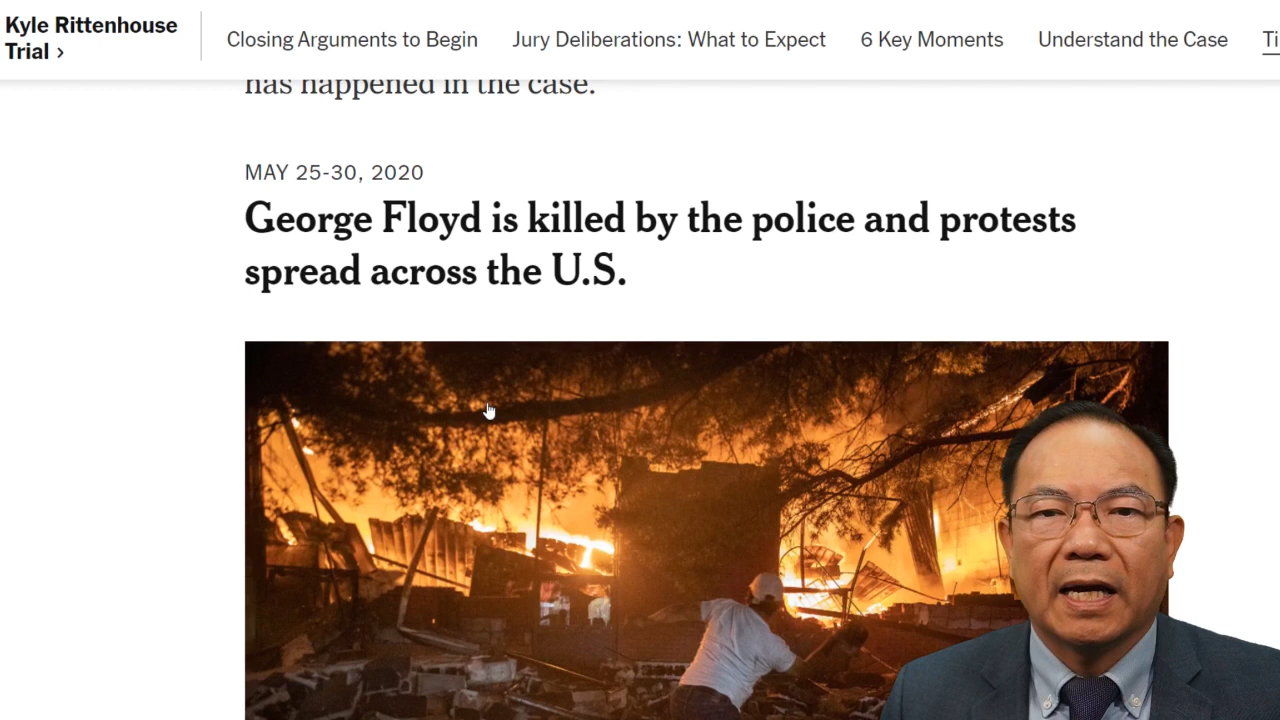 Kyle Rittenhouse
Trial ›
Closing Arguments to Begin
Jury Deliberations: What to Expect
6 Key Moments
Understand the Case
Ti
has happened in the case.
MAY 25-30, 2020
George Floyd is killed by the police and protests
spread across the U.S.